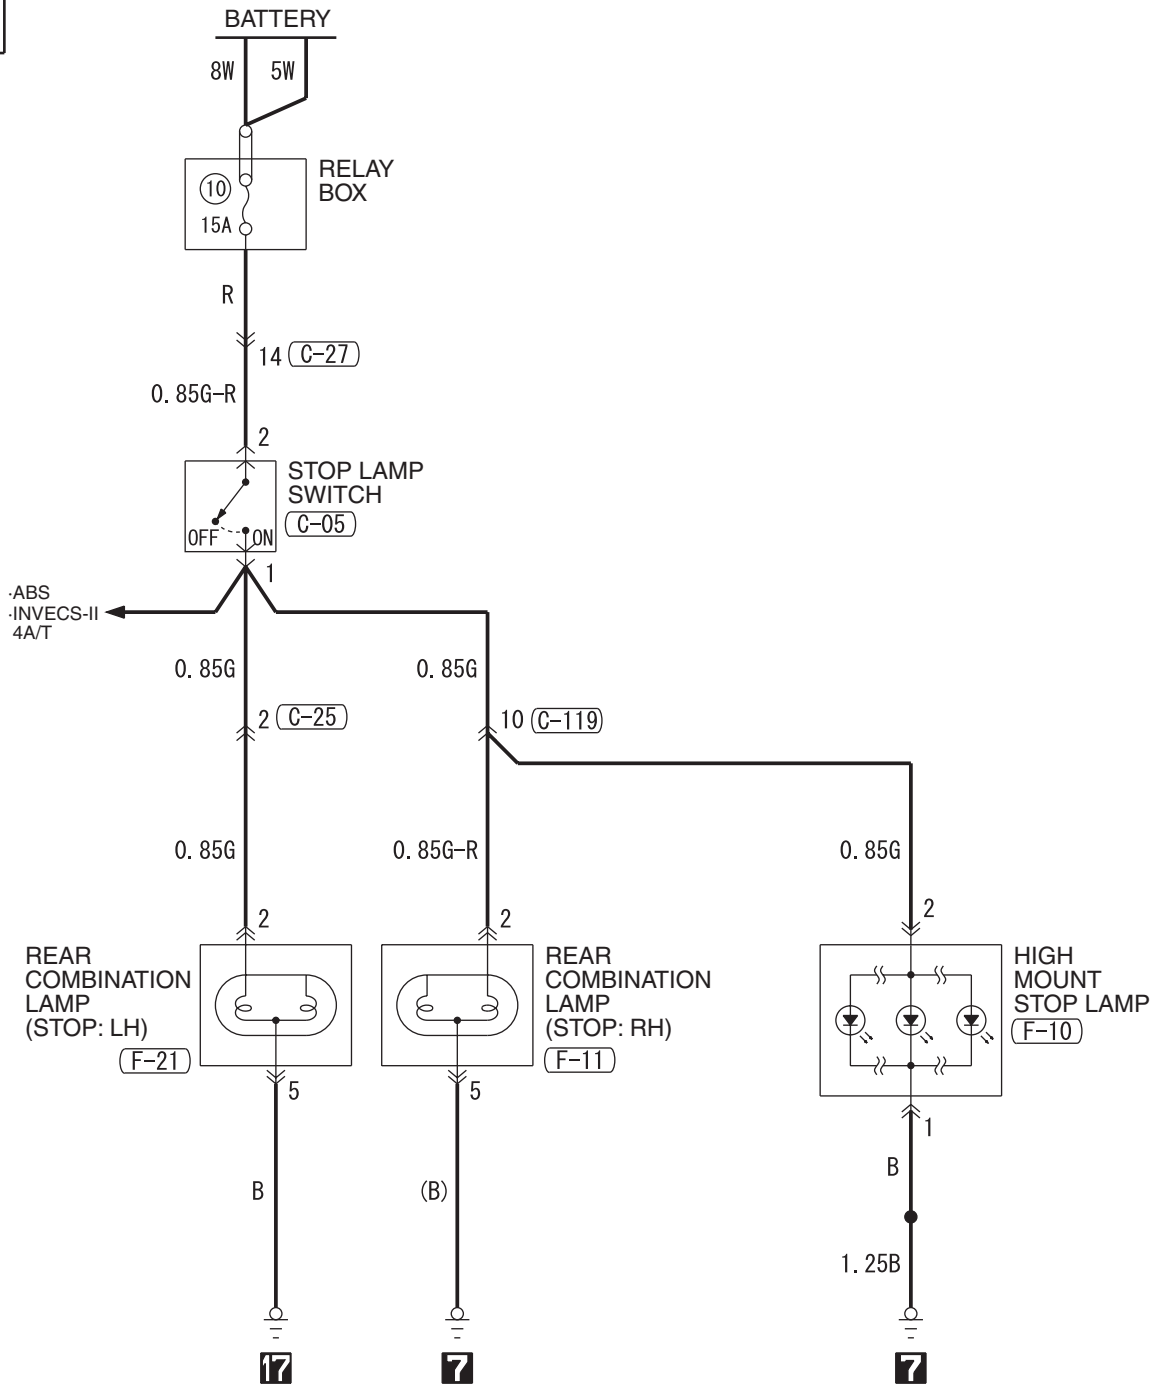 BATTERY
8W
5W
RELAY
BOX
10
15A
R
14
C-27
0.85G-R
2
STOP LAMP
SWITCH
C-05
OFF
ON
1
·ABS
·INVECS-II
4A/T
0.85G
0.85G
2
C-25
10
C-119
0.85G
0.85G-R
0.85G
2
2
2
REAR
COMBINATION
LAMP
(STOP: LH)
F-21
REAR
COMBINATION
LAMP
(STOP: RH)
F-11
HIGH
MOUNT
STOP LAMP
F-10
5
5
1
B
(B)
B
1.25B
17
7
7